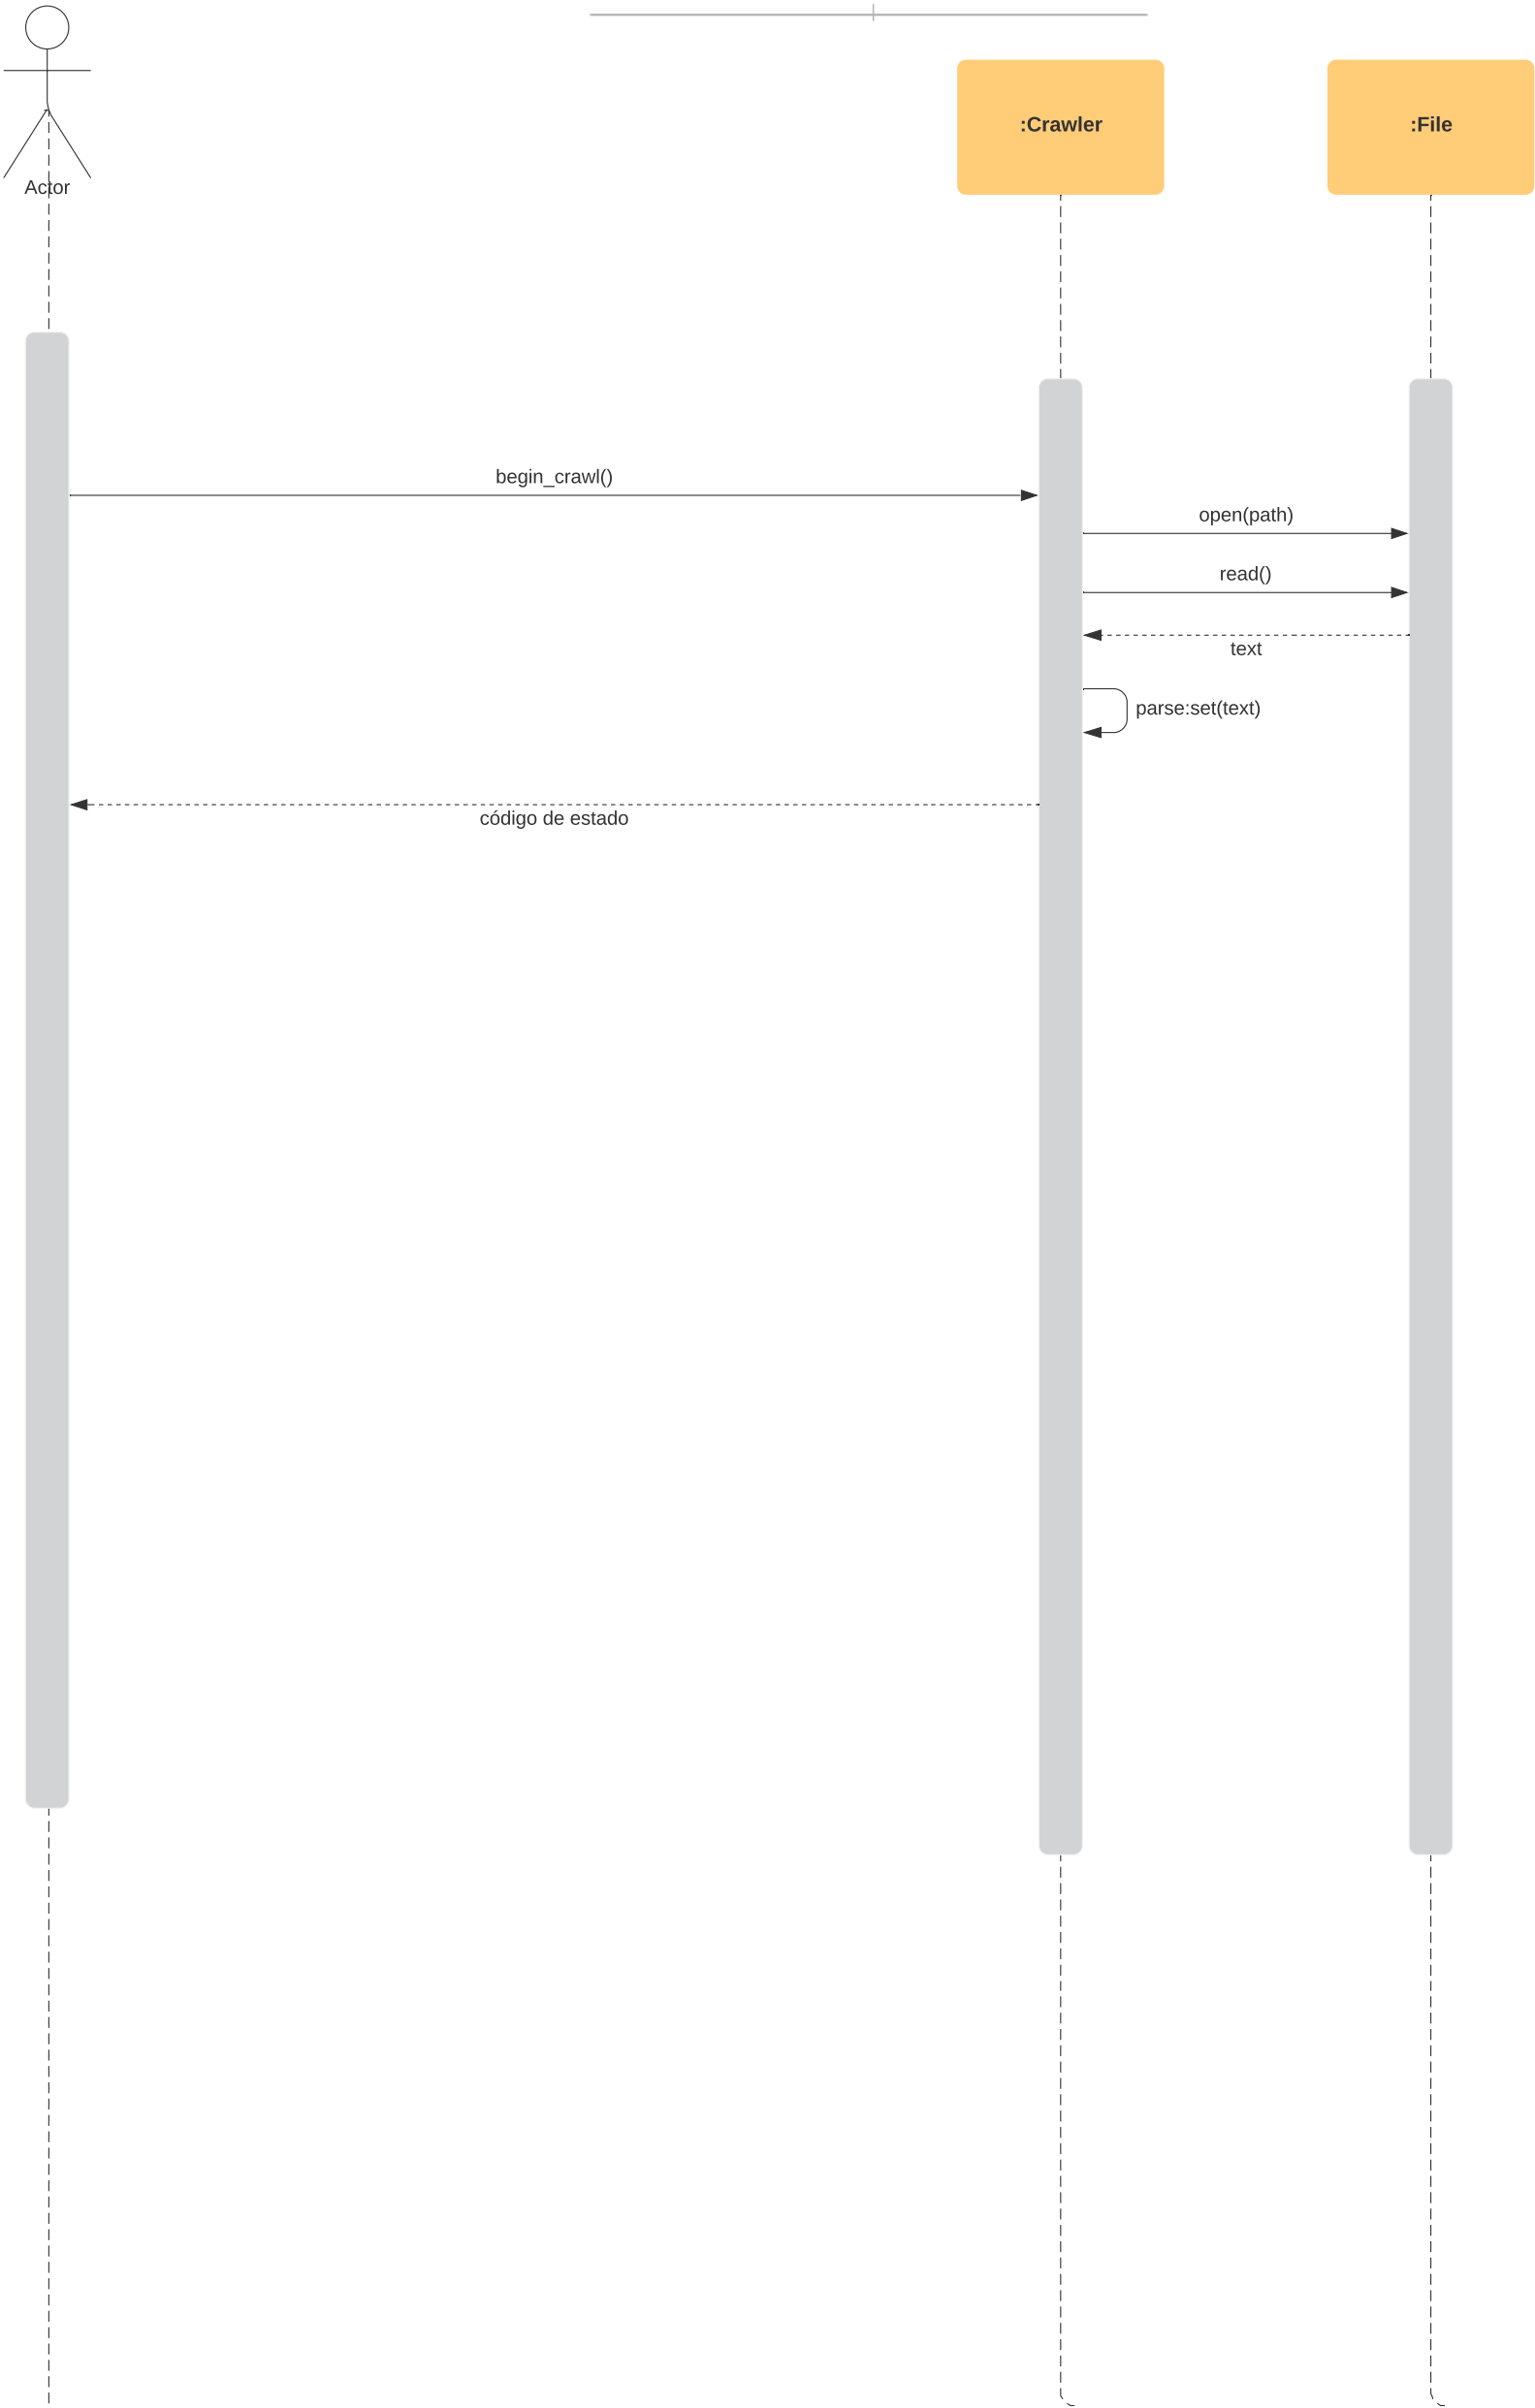 Actor
:Crawler
:File
begin_crawl()
open(path)
read()
text
parse:set(text)
código de estado